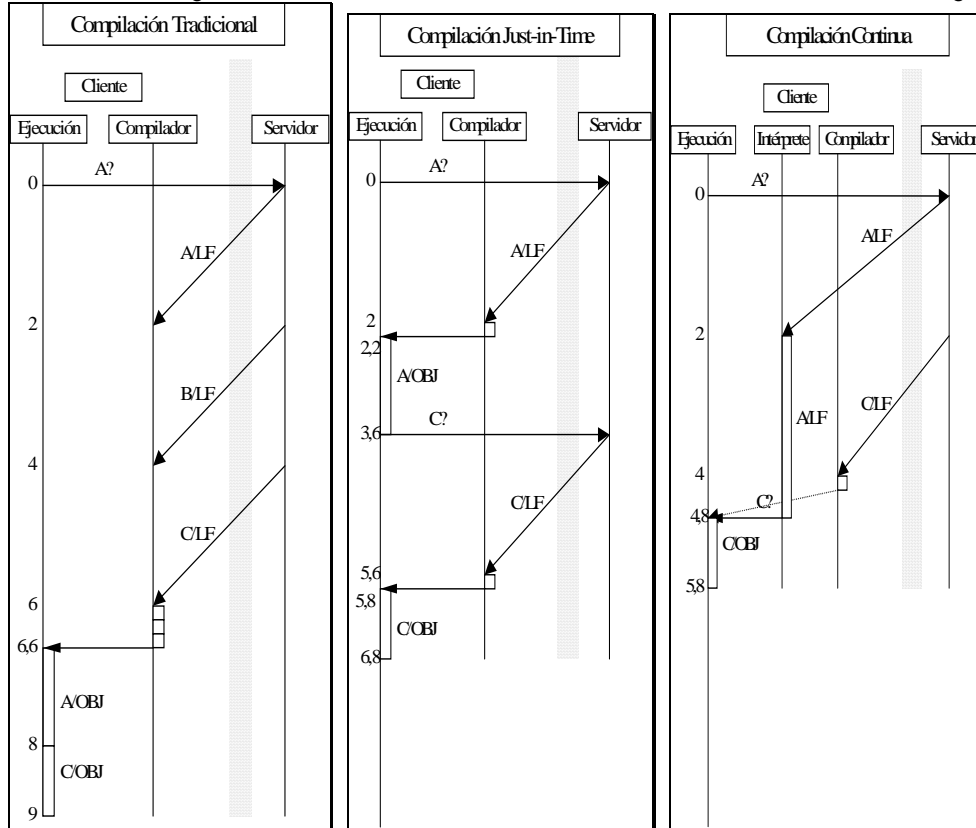 Compilación Tradicional
Cliente
Ejecución
Compilador
Servidor
A?
0
A/LF
2
B/LF
4
C/LF
6
6,6
A/OBJ
8
C/OBJ
9
Compilación Just-in-Time
Cliente
Ejecución
Compilador
Servidor
A?
0
A/LF
2
2,2
A/OBJ
C?
3,6
C/LF
5,6
5,8
C/OBJ
6,8
Compilación Continua
Cliente
Ejecución
Intérprete
Compilador
Servidor
A?
0
A/LF
2
C/LF
A/LF
4
C?
4,8
C/OBJ
5,8